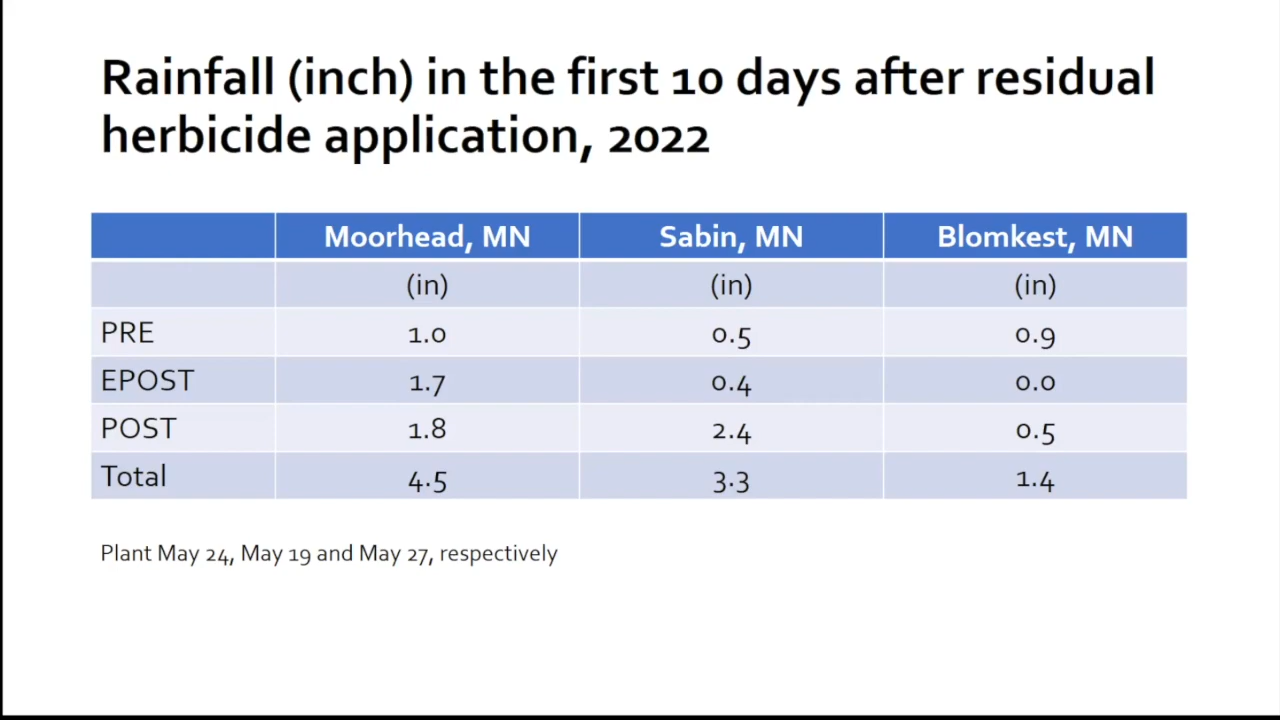 Rainfall (inch) in the first 10 days after residual
herbicide application, 2022
Moorhead, MN Sabin, MN Blomkest, MN
(in) (in) (in)
PRE 1.0 0.5 0.9
EPOST 1.7 0.4 0.0
POST 1.8 2.4 0.5
Total 4.5 3.3 1.4
Plant May 24, May 19 and May 27, respectively